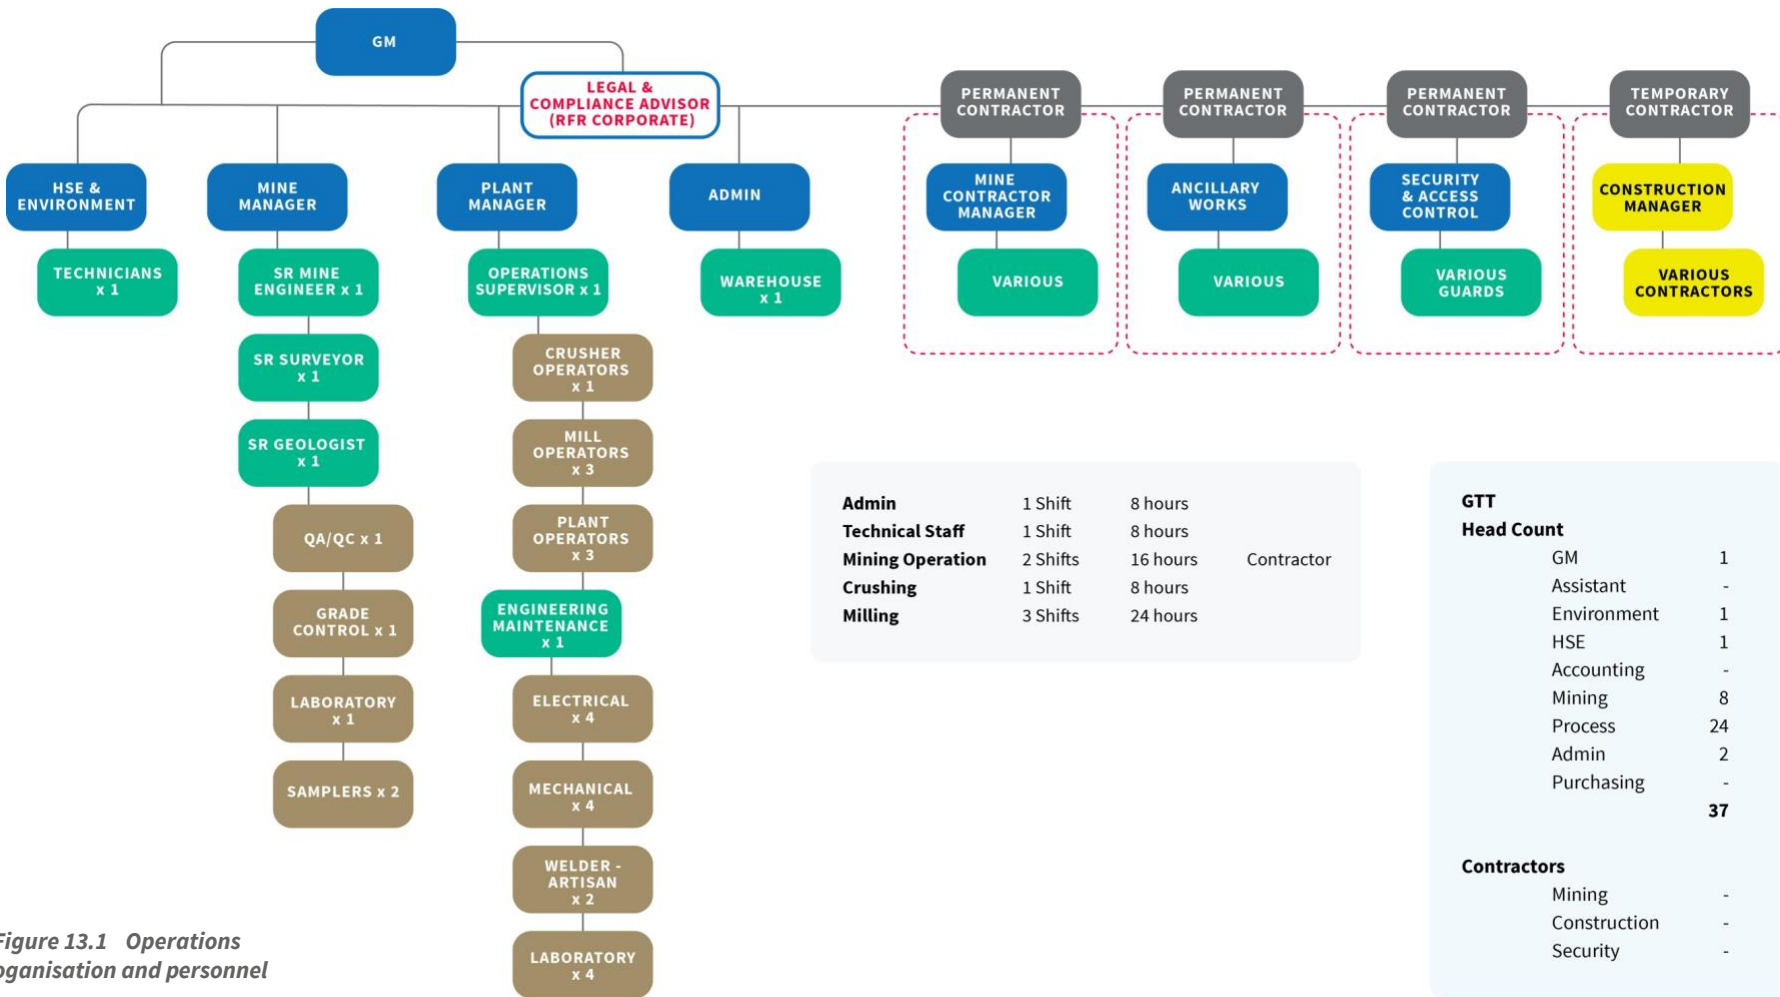 GM
LEGAL &
COMPLIANCE ADVISOR
(RFR CORPORATE)
PERMANENT
CONTRACTOR
PERMANENT
CONTRACTOR
PERMANENT
CONTRACTOR
TEMPORARY
CONTRACTOR
HSE &
ENVIRONMENT
MINE
MANAGER
PLANT
MANAGER
ADMIN
MINE
CONTRACTOR
MANAGER
ANCILLARY
WORKS
SECURITY
& ACCESS
CONTROL
CONSTRUCTION
MANAGER
TECHNICIANS
x 1
SR MINE
ENGINEER x 1
OPERATIONS
SUPERVISOR x 1
WAREHOUSE
x 1
VARIOUS
VARIOUS
VARIOUS
GUARDS
VARIOUS
CONTRACTORS
SR SURVEYOR
x 1
SR GEOLOGIST
x 1
QA/QC x 1
GRADE
CONTROL x 1
LABORATORY
x 1
SAMPLERS x 2
CRUSHER
OPERATORS
x 1
MILL
OPERATORS
x 3
PLANT
OPERATORS
x 3
ENGINEERING
MAINTENANCE
x 1
ELECTRICAL
x 4
MECHANICAL
x 4
WELDER -
ARTISAN
x 2
LABORATORY
x 4
Admin 1 Shift 8 hours
Technical Staff 1 Shift 8 hours
Mining Operation 2 Shifts 16 hours Contractor
Crushing 1 Shift 8 hours
Milling 3 Shifts 24 hours
GTT
Head Count
GM 1
Assistant -
Environment 1
HSE 1
Accounting -
Mining 8
Process 24
Admin 2
Purchasing -
37
Contractors
Mining -
Construction -
Security -
Figure 13.1 Operations
oganisation and personnel